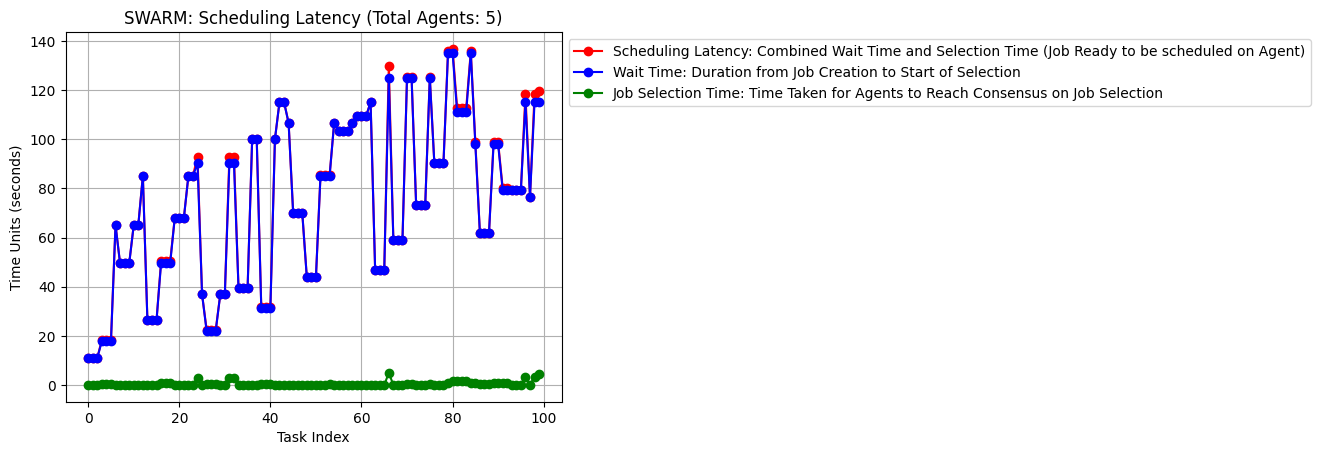 SWARM: Scheduling Latency (Total Agents: 5)
Scheduling Latency: Combined Wait Time and Selection Time (Job Ready to be scheduled on Agent)
Wait Time: Duration from Job Creation to Start of Selection
Job Selection Time: Time Taken for Agents to Reach Consensus on Job Selection
Time Units (seconds)
140
120
100
80
60
40
20
0
0 20 40 60 80 100
Task Index